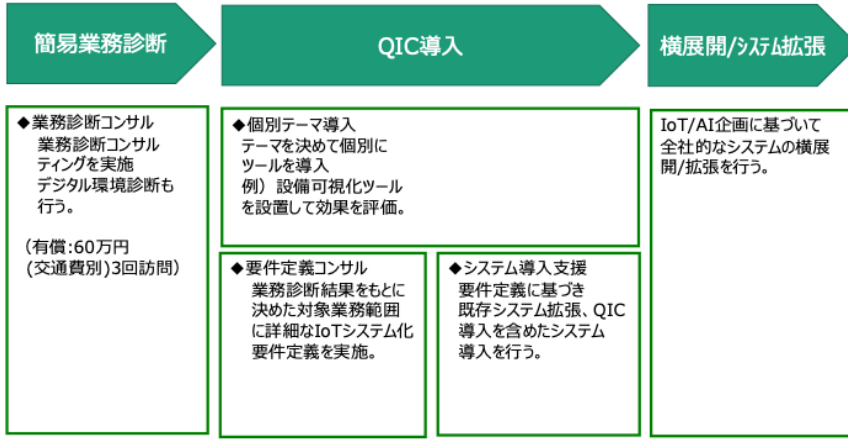 簡易業務診断
QIC導入
横展開/システム拡張
◆業務診断コンサル
業務診断コンサル
ティングを実施
デジタル環境診断も
行う。
(有償:60万円
(交通費別)3回訪問)
◆個別テーマ導入
テーマを決めて個別に
ツールを導入
例）設備可視化ツール
を設置して効果を評価。
◆要件定義コンサル
業務診断結果をもとに
決めた対象業務範囲
に詳細なIoTシステム化
要件定義を実施。
◆システム導入支援
要件定義に基づき
既存システム拡張、QIC
導入を含めたシステム
導入を行う。
IoT/AI企画に基づいて
全社的なシステムの横展
開/拡張を行う。